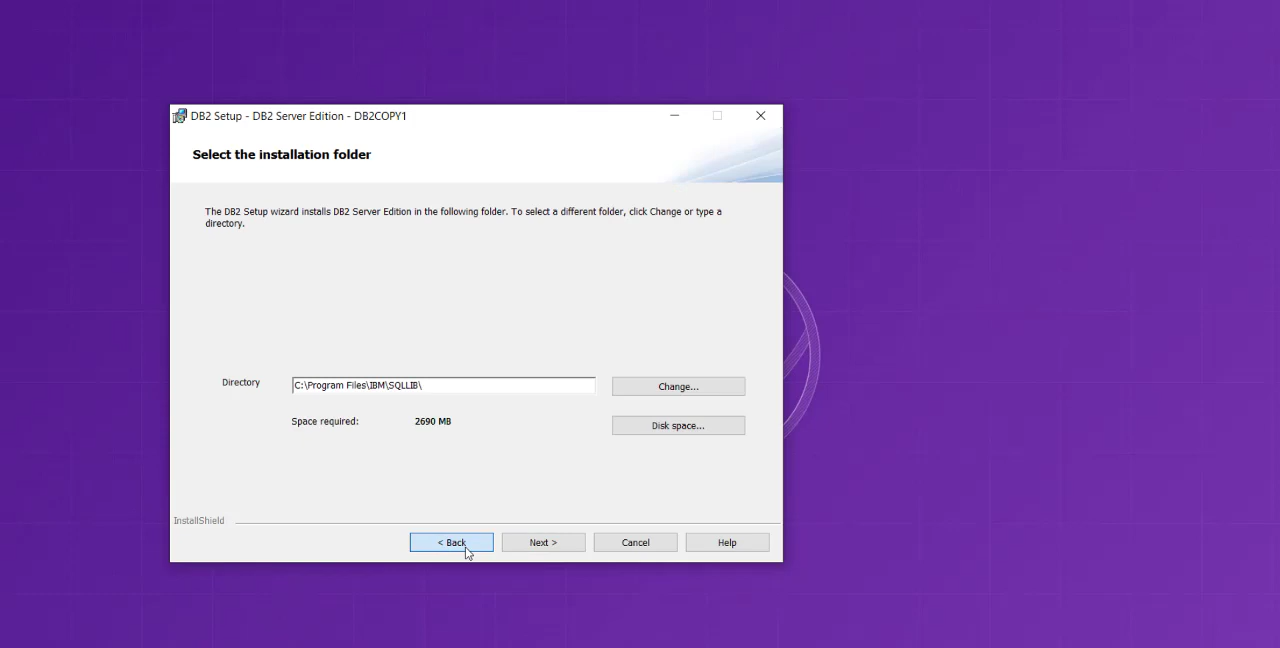 DB2 Setup - DB2 Server Edition - DB2COPY1
Select the installation folder
The DB2 Setup wizard installs DB2 Server Edition in the following folder. To select a different folder, click Change or type a
directory.
Directory
C:\Program Files\IBM\SQLLIB\
Change...
Space required:
2690 MB
Disk space...
InstallShield
< Back
Next >
Cancel
Help